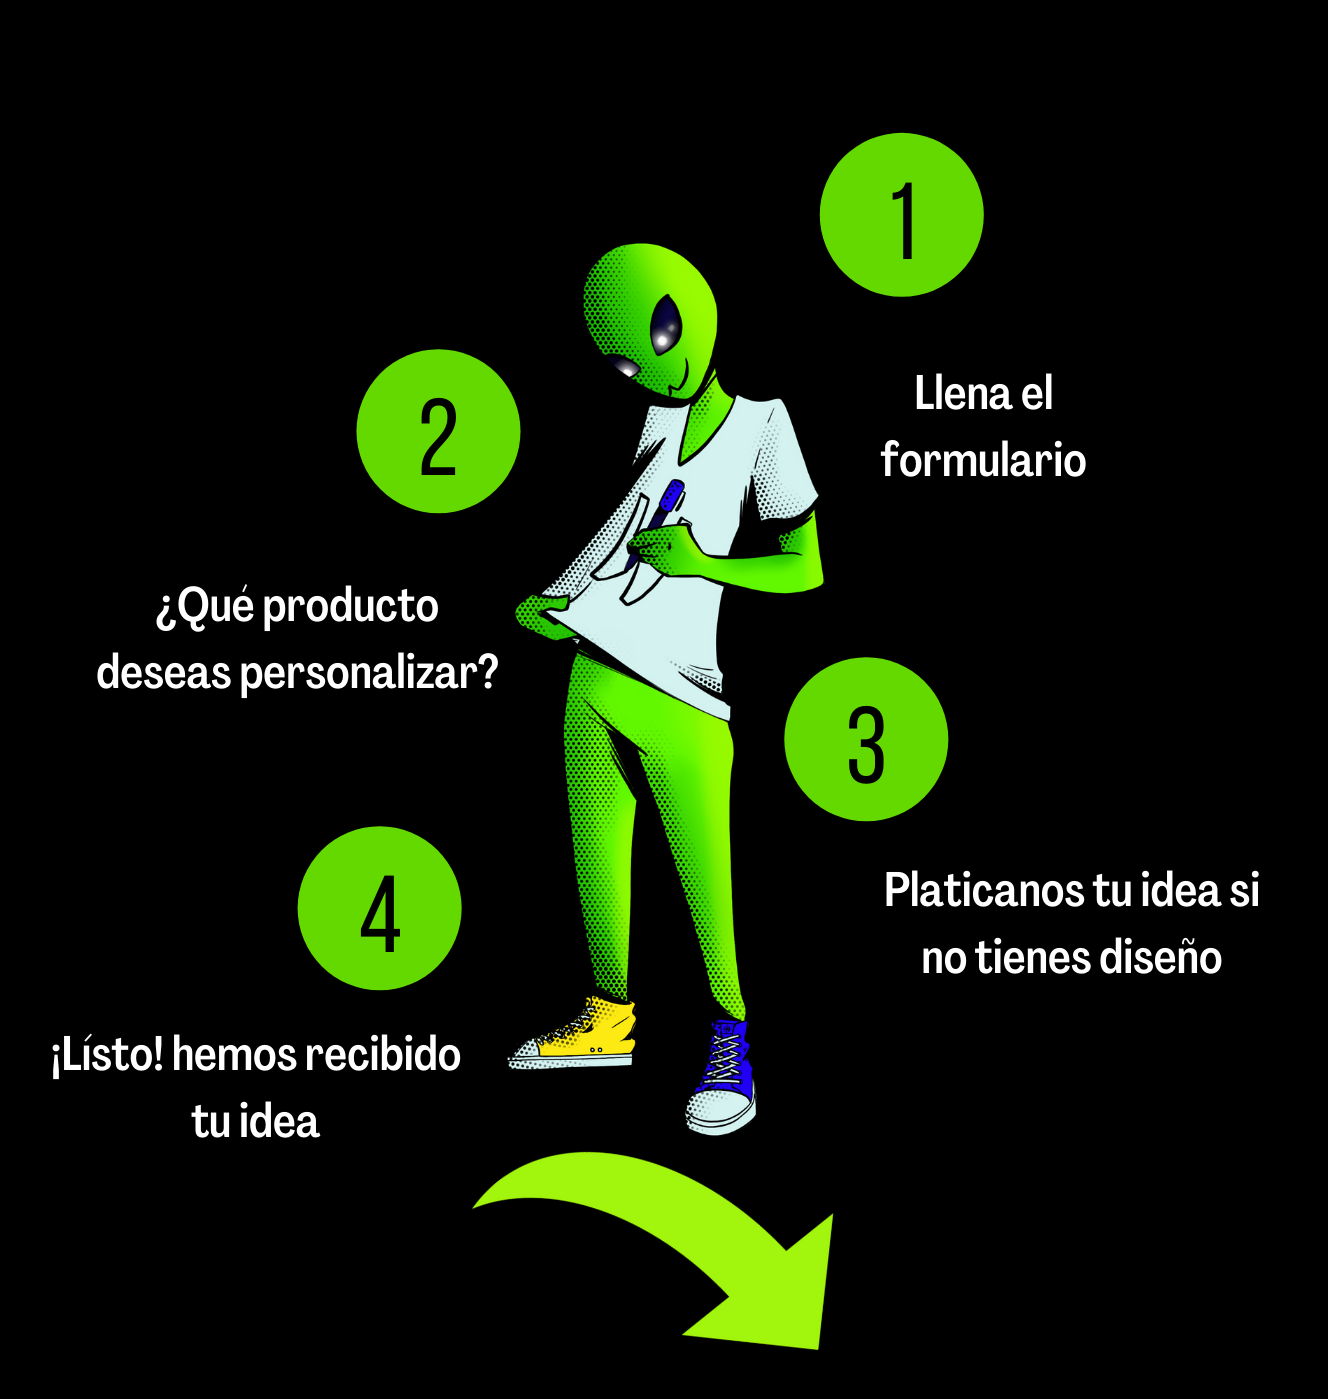 1
Llena el
formulario
2
¿Qué producto
deseas personalizar?
3
Platicanos tu idea si
no tienes diseño
4
¡Lísto! hemos recibido
tu idea